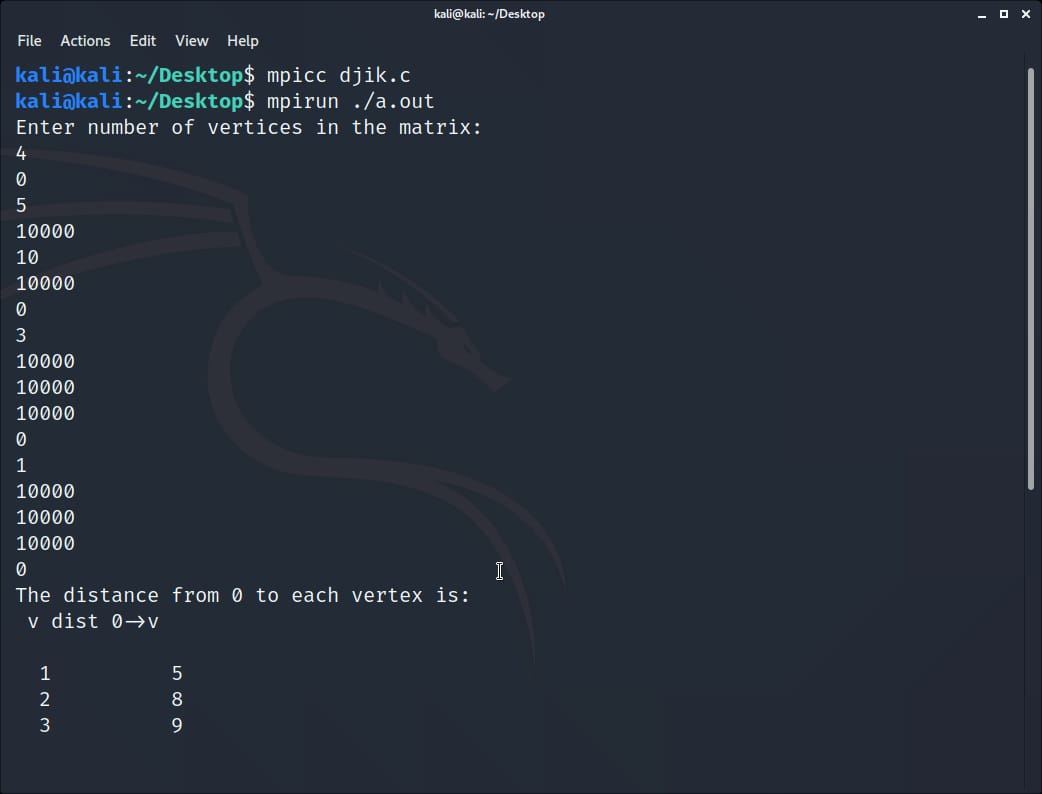 kali@kali: ~/Desktop
File Actions Edit View Help
kali@kali:~/Desktop$ mpicc djik.c
kali@kali:~/Desktop$ mpirun ./a.out
Enter number of vertices in the matrix:
4
0
5
10000
10
10000
0
3
10000
10000
10000
0
1
10000
10000
10000
0
The distance from 0 to each vertex is:
v dist 0→v
1 5
2 8
3 9